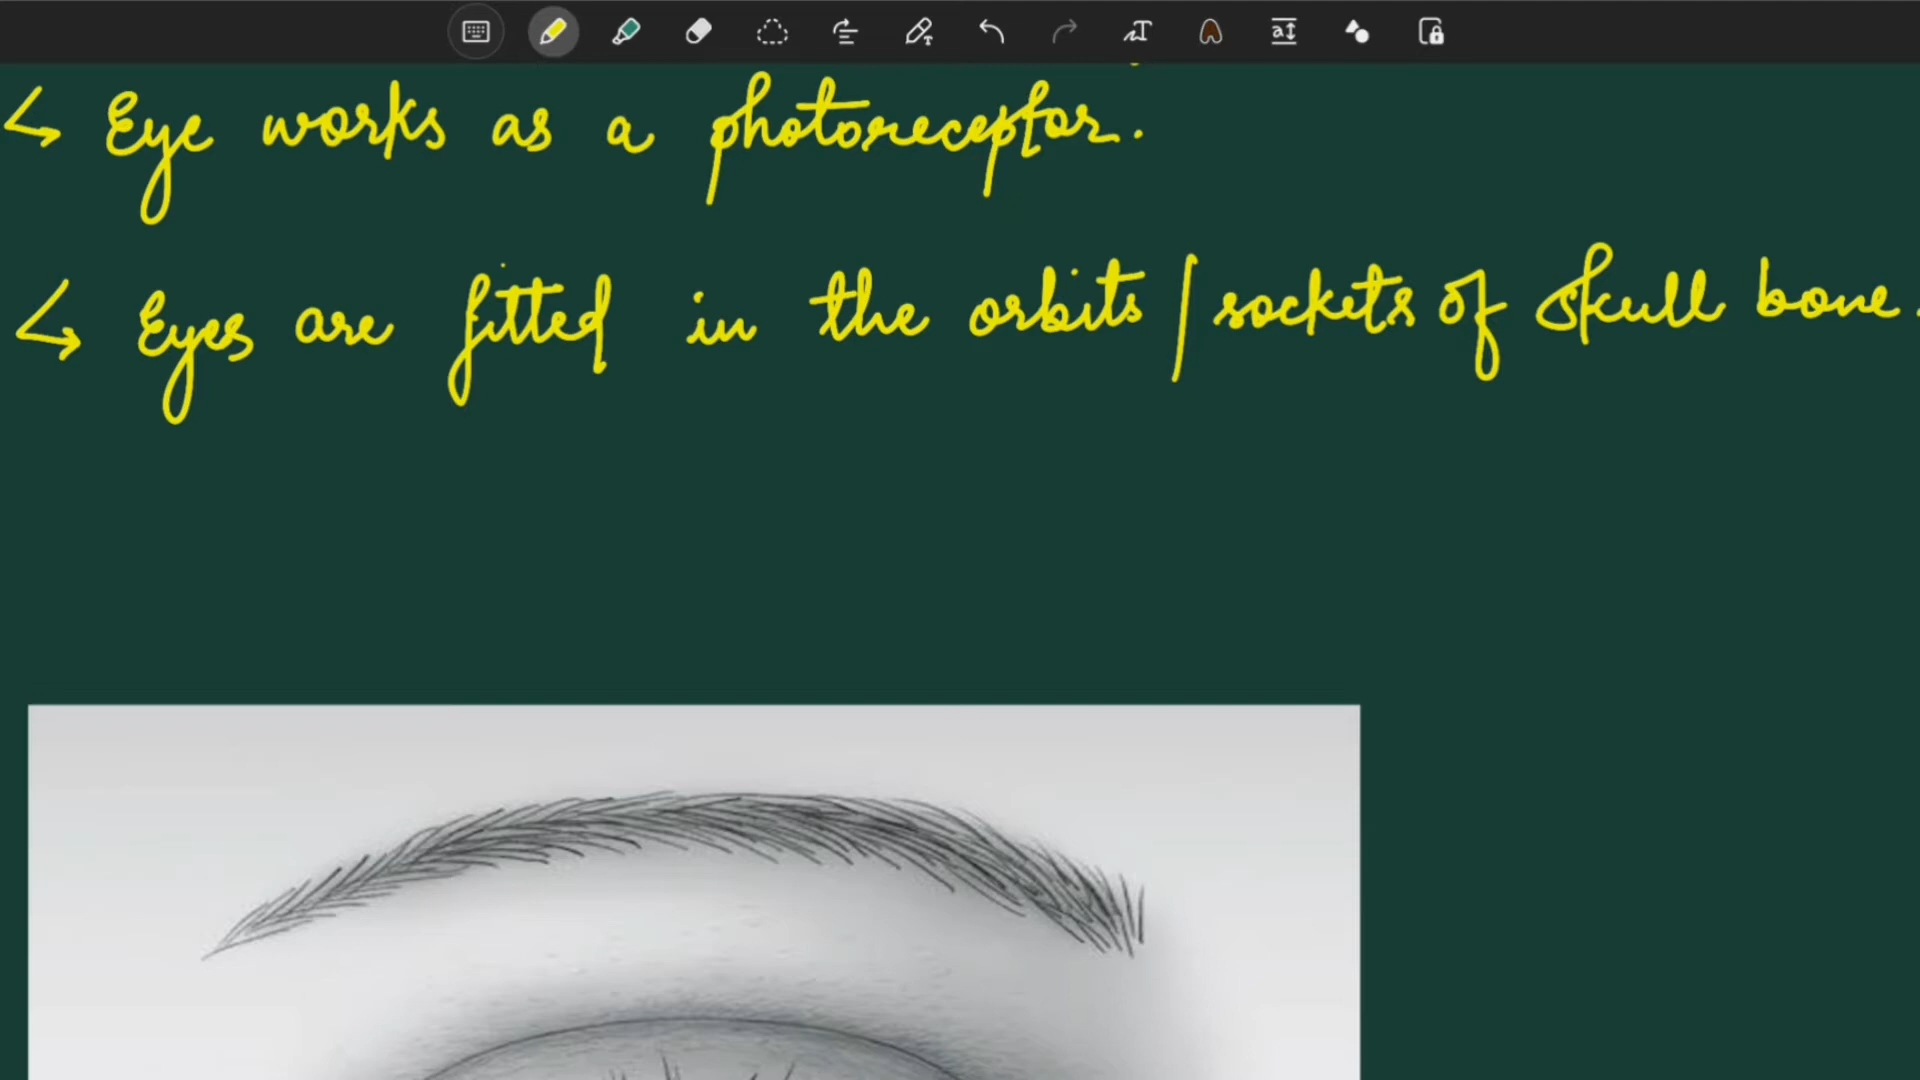 ↳ Eye works as a photoreceptor.
↳ Eyes are fitted in the orbits / sockets of skull bone.